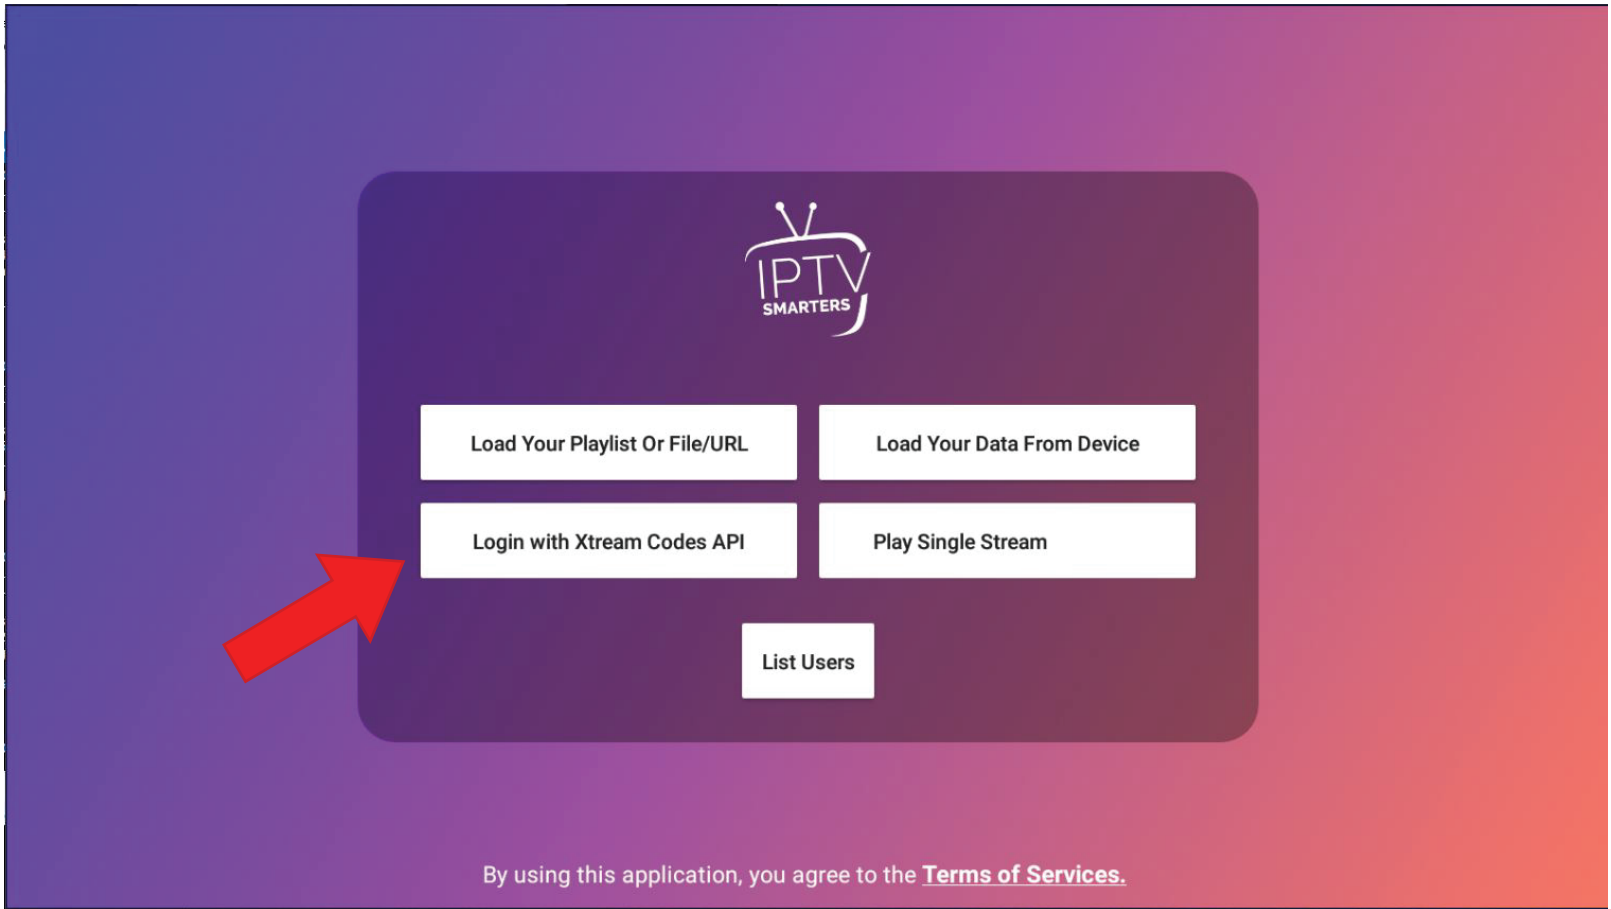 IPTV
SMARTERS
Load Your Playlist Or File/URL
Load Your Data From Device
Login with Xtream Codes API
Play Single Stream
List Users
By using this application, you agree to the Terms of Services.